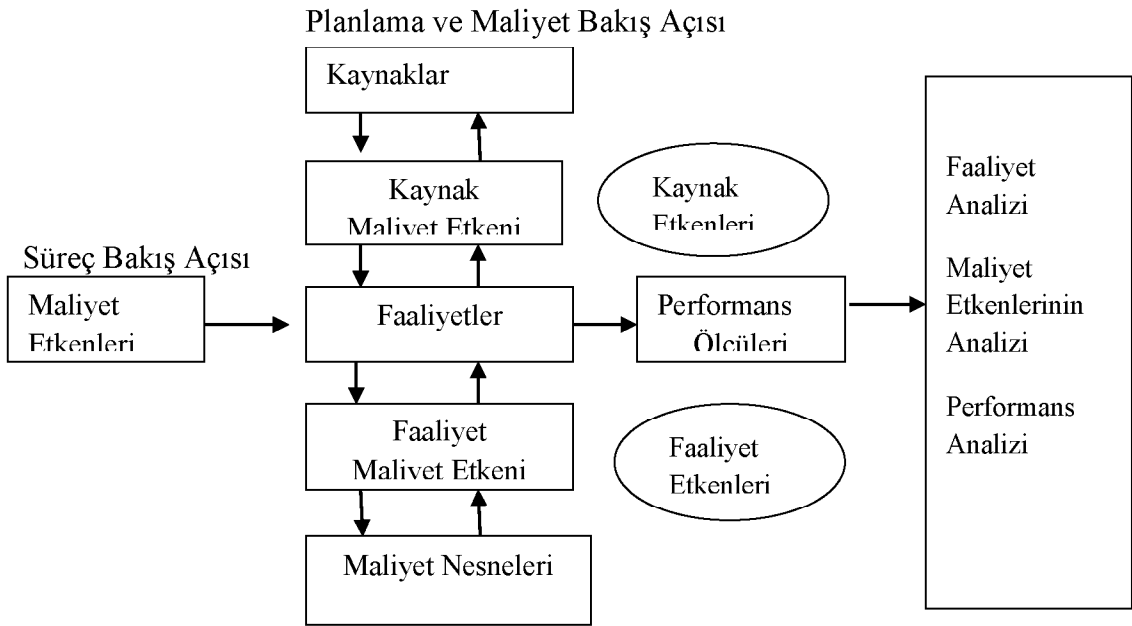 Planlama ve Maliyet Bakış Açısı
Kaynaklar
Kaynak
Maliyet Etkeni
Kaynak
Etkenleri
Süreç Bakış Açısı
Maliyet
Etkenleri
Faaliyetler
Performans
Ölçüleri
Faaliyet
Maliyet Etkeni
Faaliyet
Etkenleri
Maliyet Nesneleri
Faaliyet
Analizi
Maliyet
Etkenlerinin
Analizi
Performans
Analizi